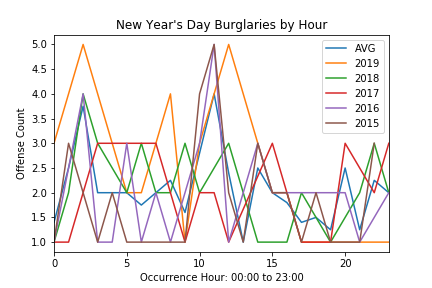 New Year's Day Burglaries by Hour
Offense Count
5.0
4.5
4.0
3.5
3.0
2.5
2.0
1.5
1.0
AVG
2019
2018
2017
2016
2015
0 5 10 15 20
Occurrence Hour: 00:00 to 23:00